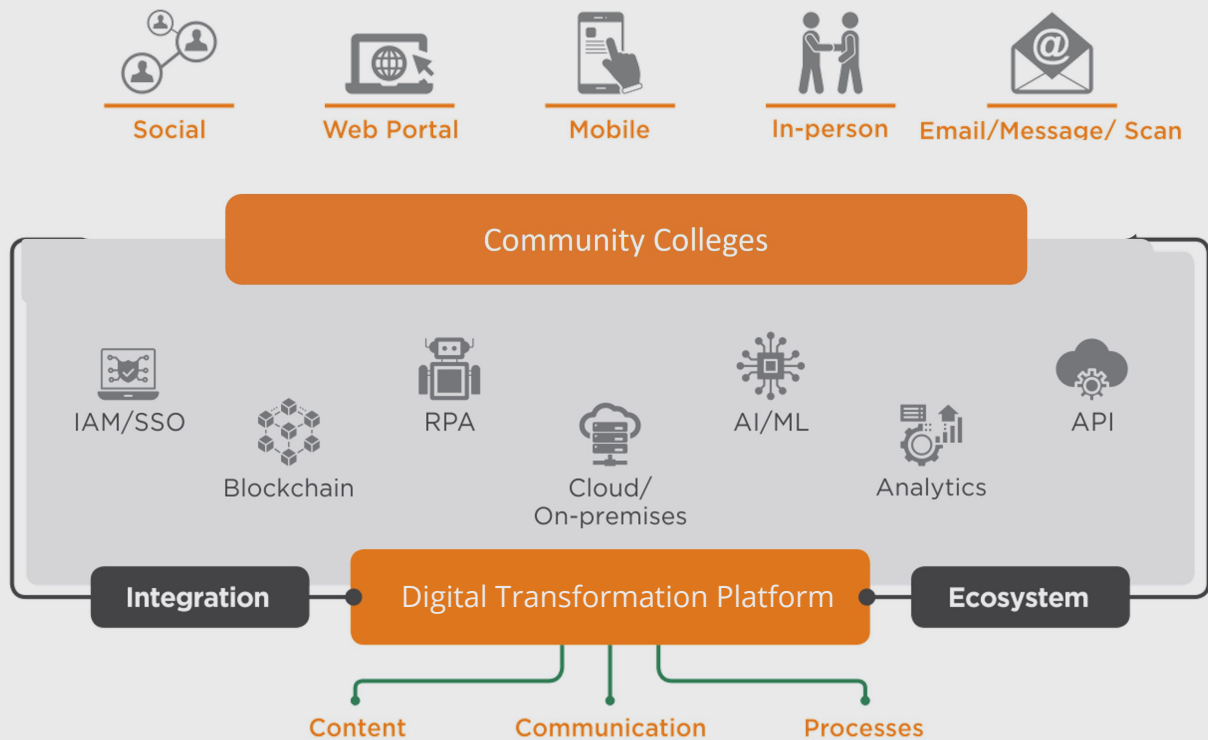 Social
Web Portal
Mobile
In-person
Email/Message/ Scan
Community Colleges
IAM/SSO
RPA
AI/ML
API
Blockchain
Cloud/
On-premises
Analytics
Integration
Digital Transformation Platform
Ecosystem
Content
Communication
Processes